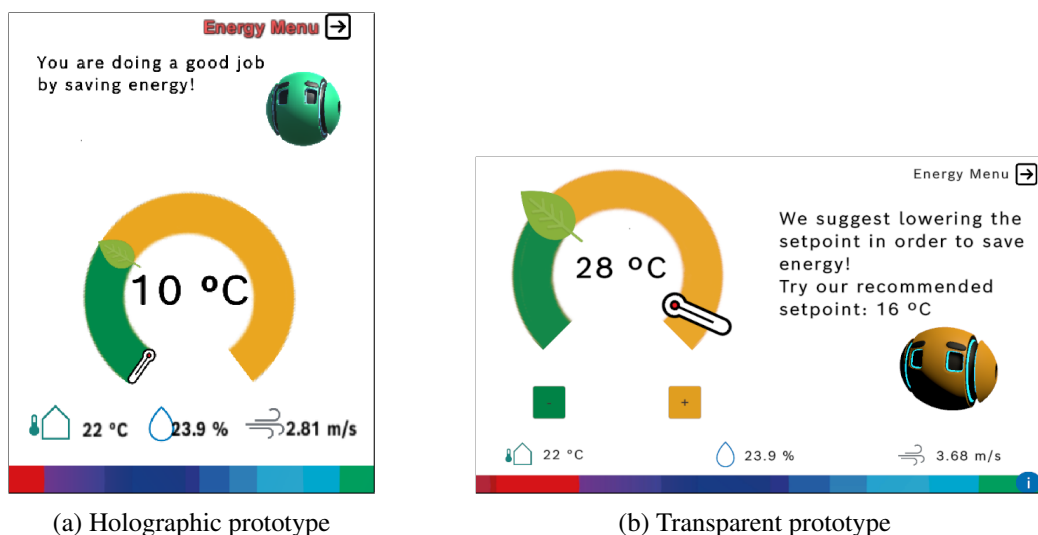 Energy Menu
You are doing a good job
by saving energy!
10 ºC
22 °C
23.9 %
2.81 m/s
(a) Holographic prototype
Energy Menu
We suggest lowering the
setpoint in order to save
energy!
Try our recommended
setpoint: 16 ºC
28 ºC
-
+
22 °C
23.9 %
3.68 m/s
i
(b) Transparent prototype